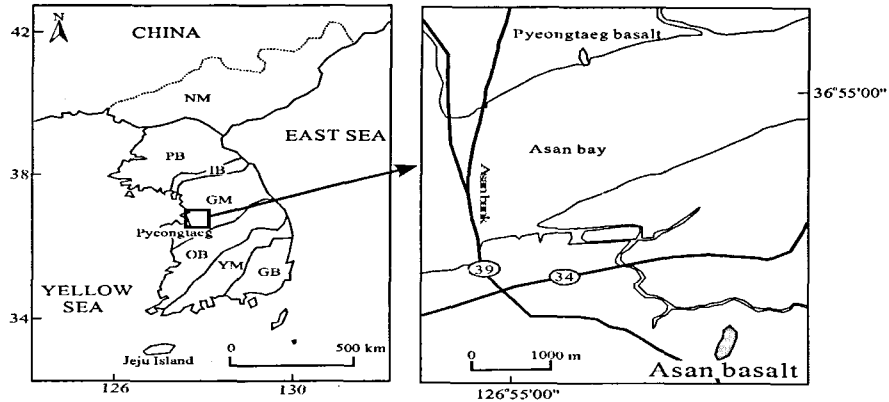 42
N
CHINA
NM
EAST SEA
PB
IB
38
GM
Pyeongtaeg
OB
YM
GB
YELLOW
SEA
34
0 500 km
Jeju Island
126 130
Pyeongtaeg basalt
36°55'00"
Asan bay
Asan bank
39
34
0 1000 m
Asan basalt
126°55'00"